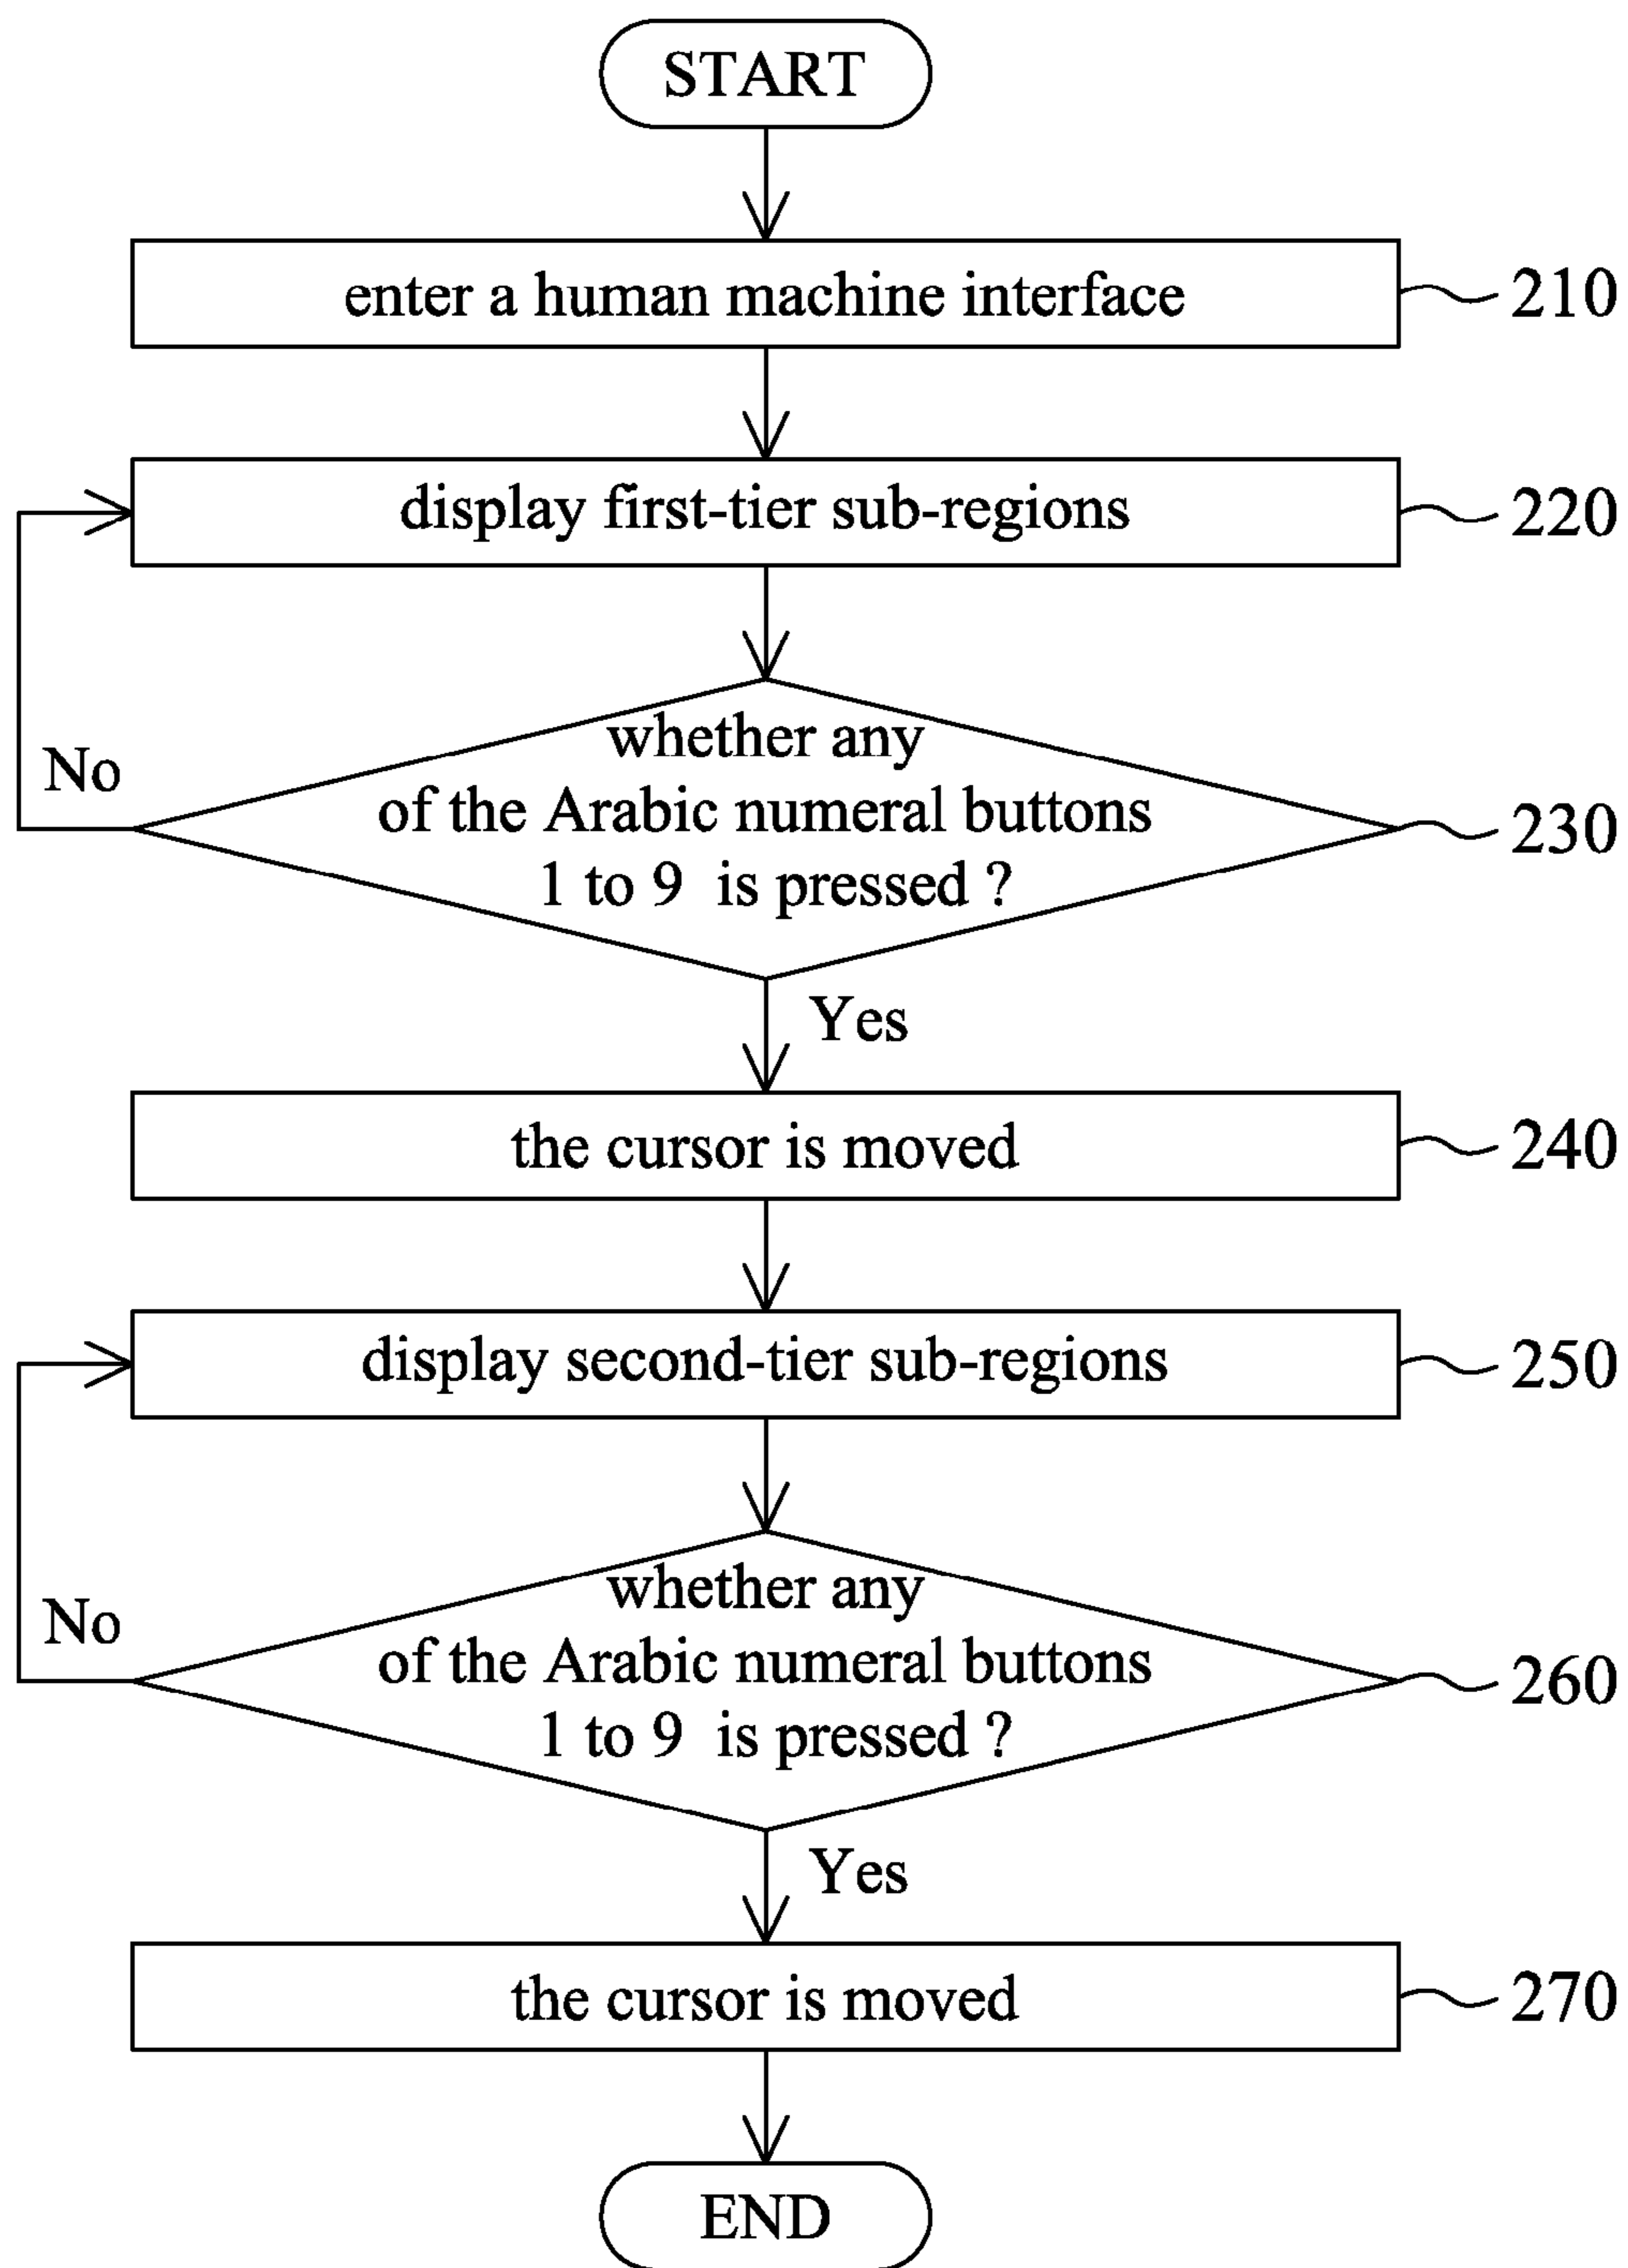 START
enter a human machine interface
210
display first-tier sub-regions
220
No
whether any
of the Arabic numeral buttons
1 to 9 is pressed ?
230
Yes
the cursor is moved
240
display second-tier sub-regions
250
No
whether any
of the Arabic numeral buttons
1 to 9 is pressed ?
260
Yes
the cursor is moved
270
END